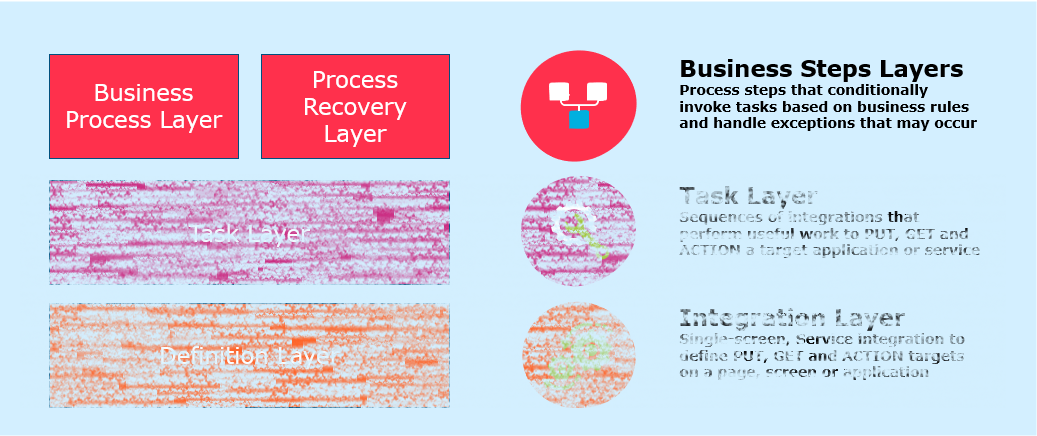 Business
Process Layer
Process
Recovery
Layer
Business Steps Layers
Process steps that conditionally
invoke tasks based on business rules
and handle exceptions that may occur
Task Layer
Task Layer
Sequences of integrations that
perform useful work to PUT, GET and
ACTION a target application or service
Definition Layer
Integration Layer
Single-screen, Service integration to
define PUT, GET and ACTION targets
on a page, screen or application